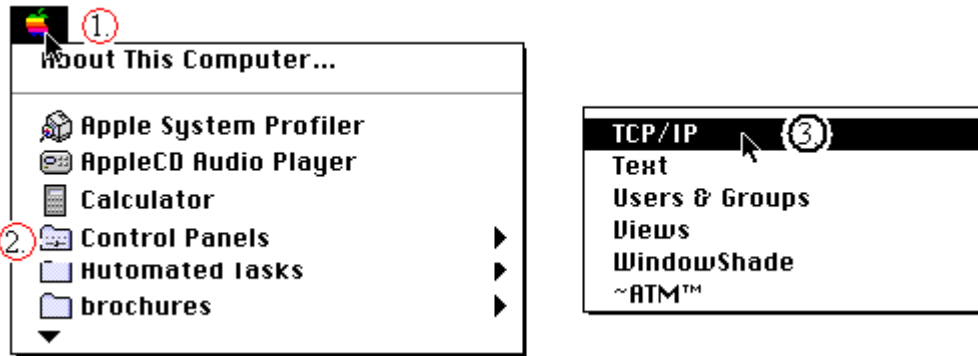 1.
About This Computer...
Apple System Profiler
AppleCD Audio Player
Calculator
2. Control Panels
Automated Tasks
brochures
TCP/IP 3.
Text
Users & Groups
Views
WindowShade
~ATM™